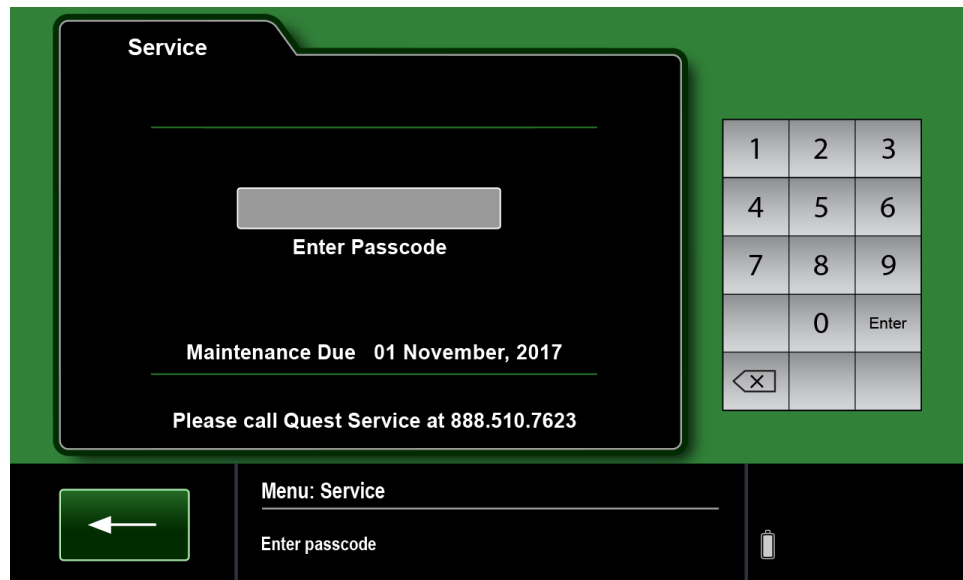 Service
Enter Passcode
Maintenance Due 01 November, 2017
Please call Quest Service at 888.510.7623
1 2 3
4 5 6
7 8 9
0 Enter
Menu: Service
Enter passcode